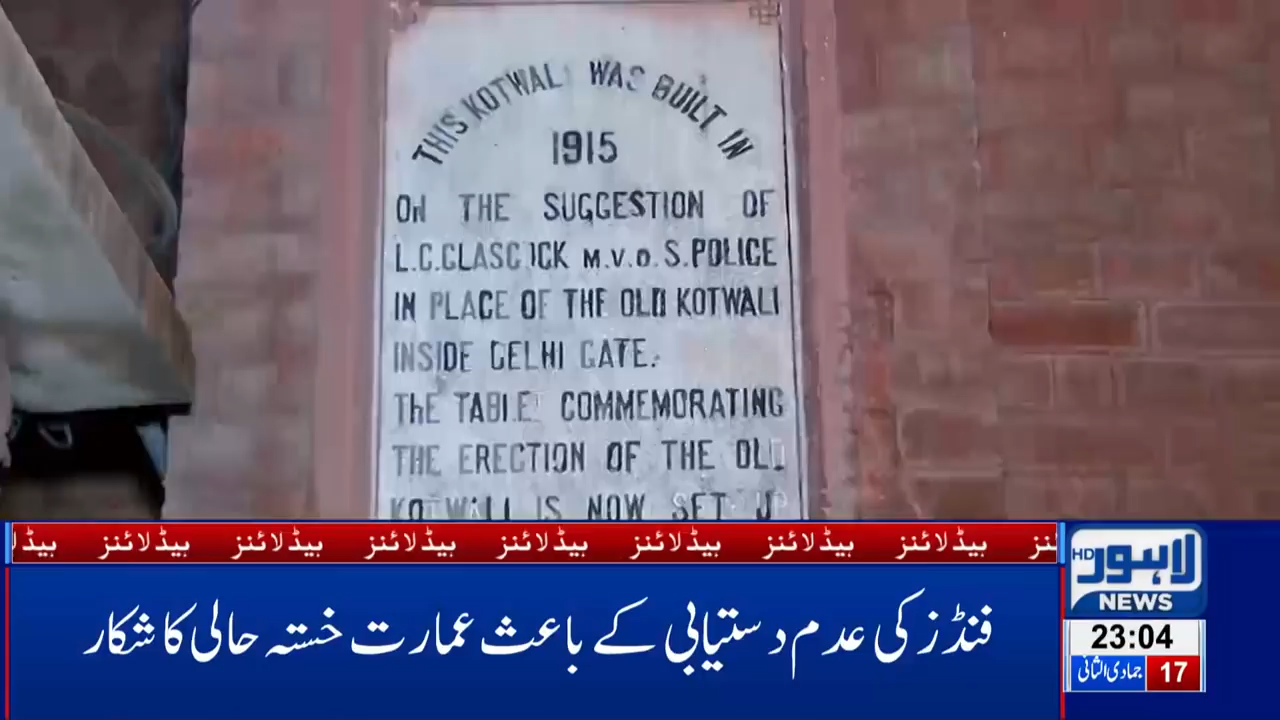 THIS KOTWALI WAS BUILT IN
1915
ON THE SUGGESTION OF
L.C.GLASCOCK M.V.O. S.POLICE
IN PLACE OF THE OLD KOTWALI
INSIDE DELHI GATE.
THE TABLET COMMEMORATING
THE ERECTION OF THE OLD
KOTWALI IS NOW SET UP
ہیڈلائنز ہیڈلائنز ہیڈلائنز ہیڈلائنز ہیڈلائنز ہیڈلائنز ہیڈلائنز
فنڈز کی عدم دستیابی کے باعث عمارت خستہ حالی کا شکار
لاہور HD
NEWS
23:04
17 جمادی الثانی